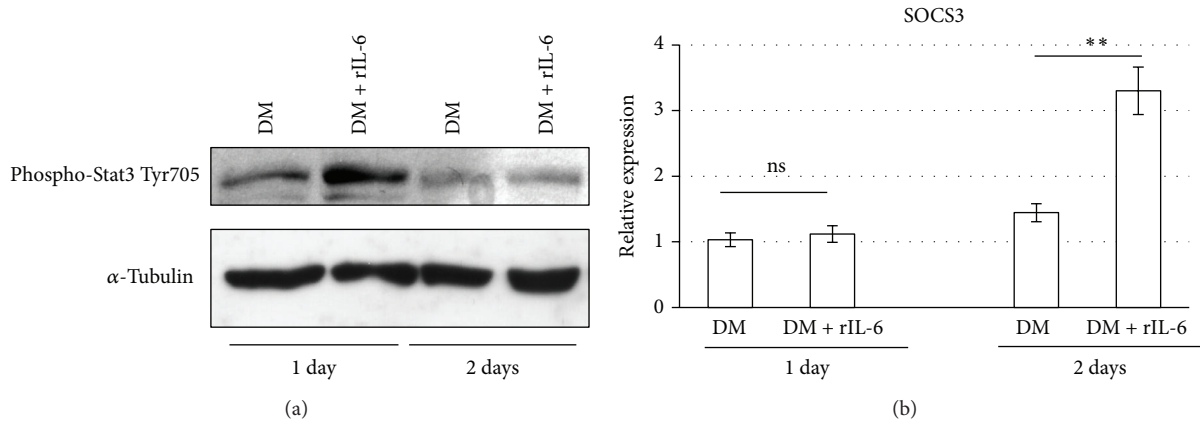 DM
DM + rIL-6
DM
DM + rIL-6
Phospho-Stat3 Tyr705
α-Tubulin
1 day
2 days
(a)
SOCS3
Relative expression
4
3
2
1
0
ns
**
DM
DM + rIL-6
DM
DM + rIL-6
1 day
2 days
(b)